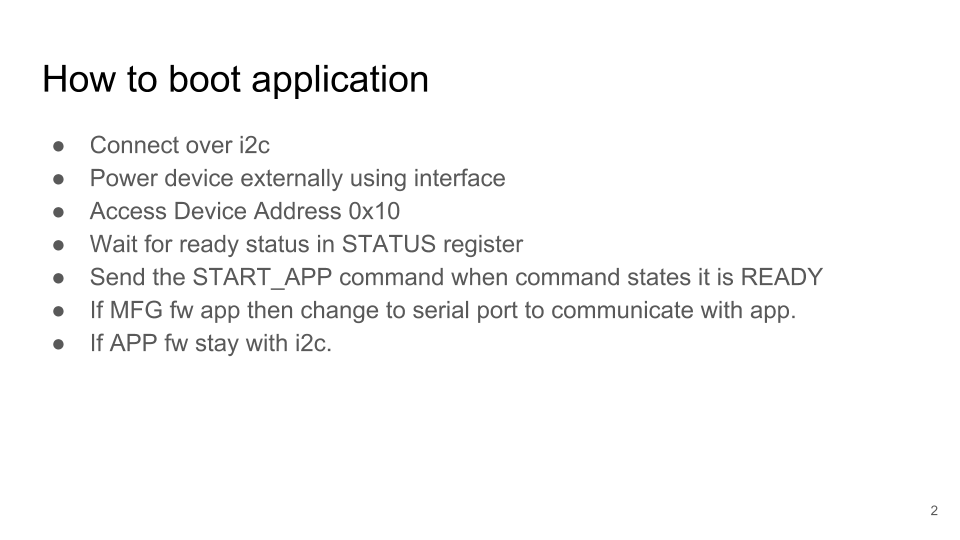 How to boot application
● Connect over i2c
● Power device externally using interface
● Access Device Address 0x10
● Wait for ready status in STATUS register
● Send the START_APP command when command states it is READY
● If MFG fw app then change to serial port to communicate with app.
● If APP fw stay with i2c.
2